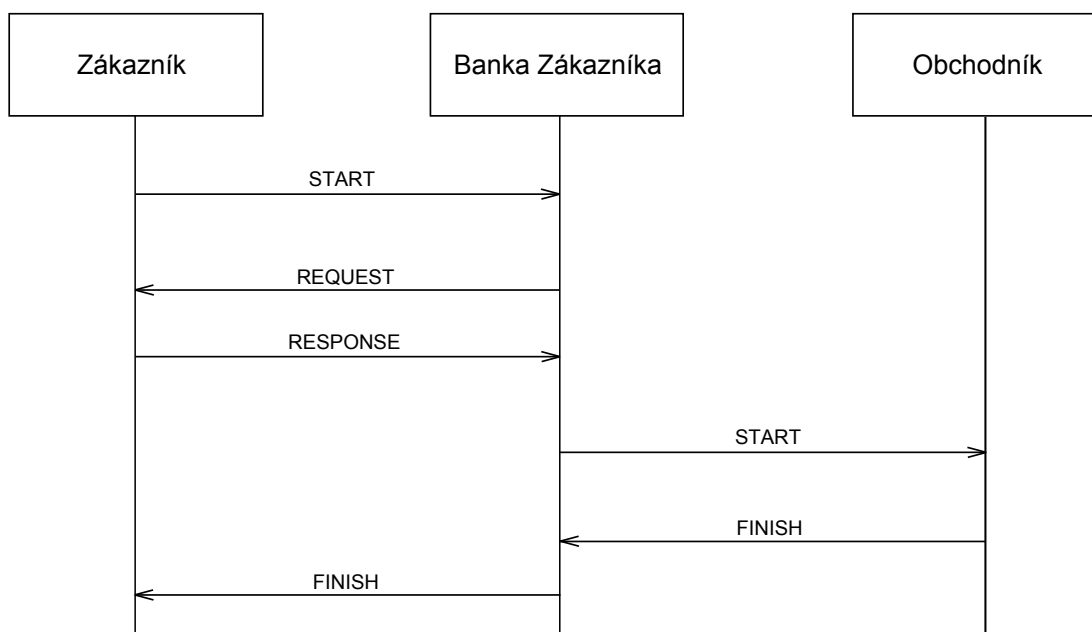 Zákazník
Banka Zákazníka
Obchodník
START
REQUEST
RESPONSE
START
FINISH
FINISH